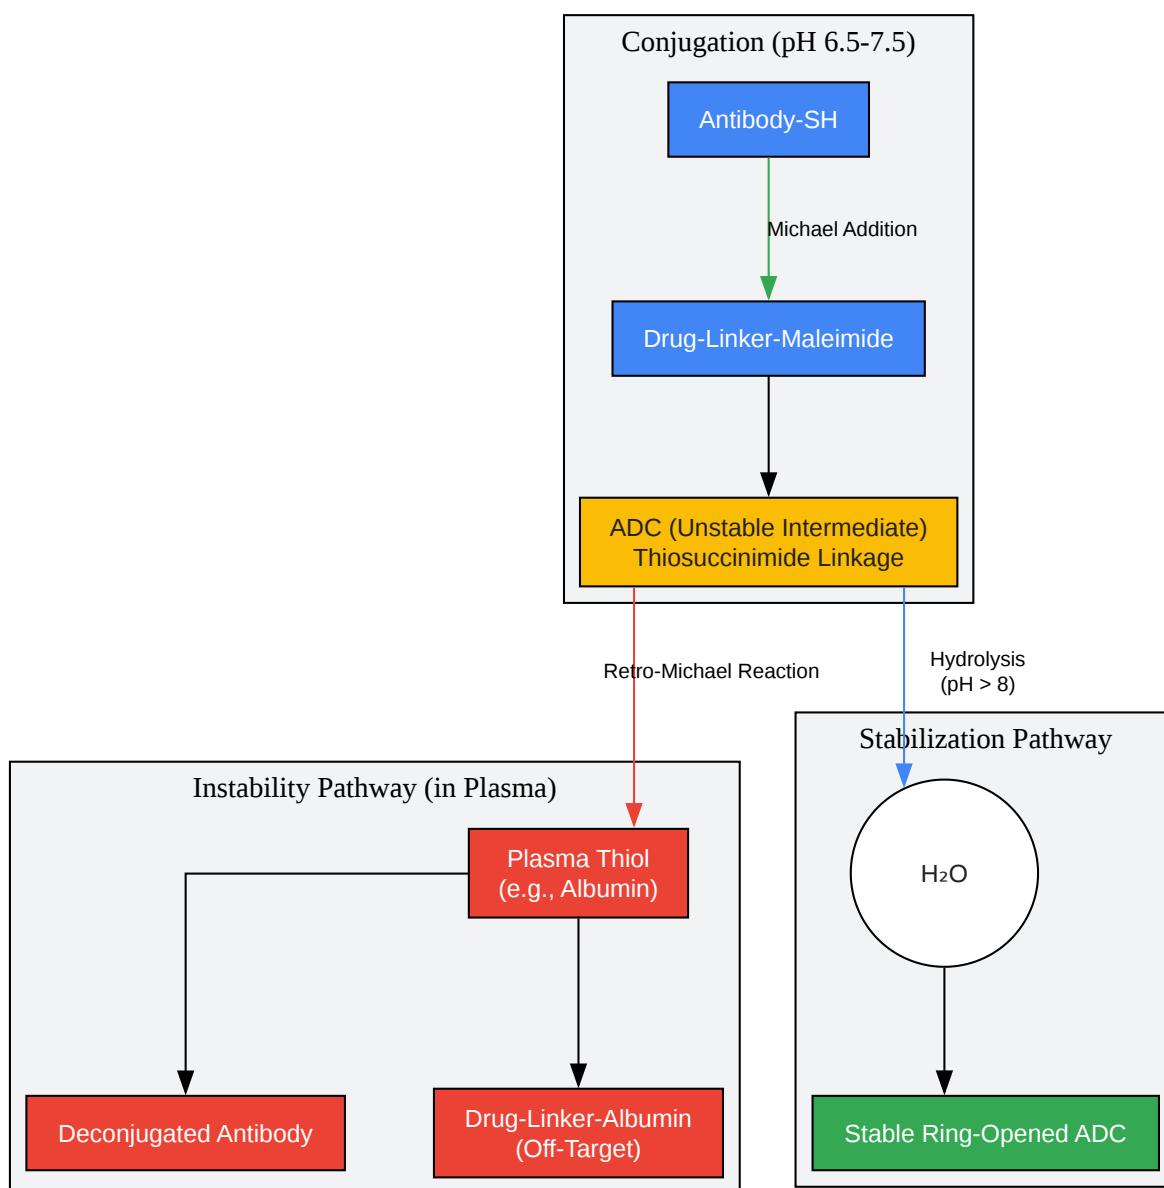 Conjugation (pH 6.5-7.5)
Antibody-SH
Michael Addition
Drug-Linker-Maleimide
ADC (Unstable Intermediate)
Thiosuccinimide Linkage
Retro-Michael Reaction
Hydrolysis
(pH > 8)
Stabilization Pathway
Instability Pathway (in Plasma)
Plasma Thiol
(e.g., Albumin)
H₂O
Deconjugated Antibody
Drug-Linker-Albumin
(Off-Target)
Stable Ring-Opened ADC